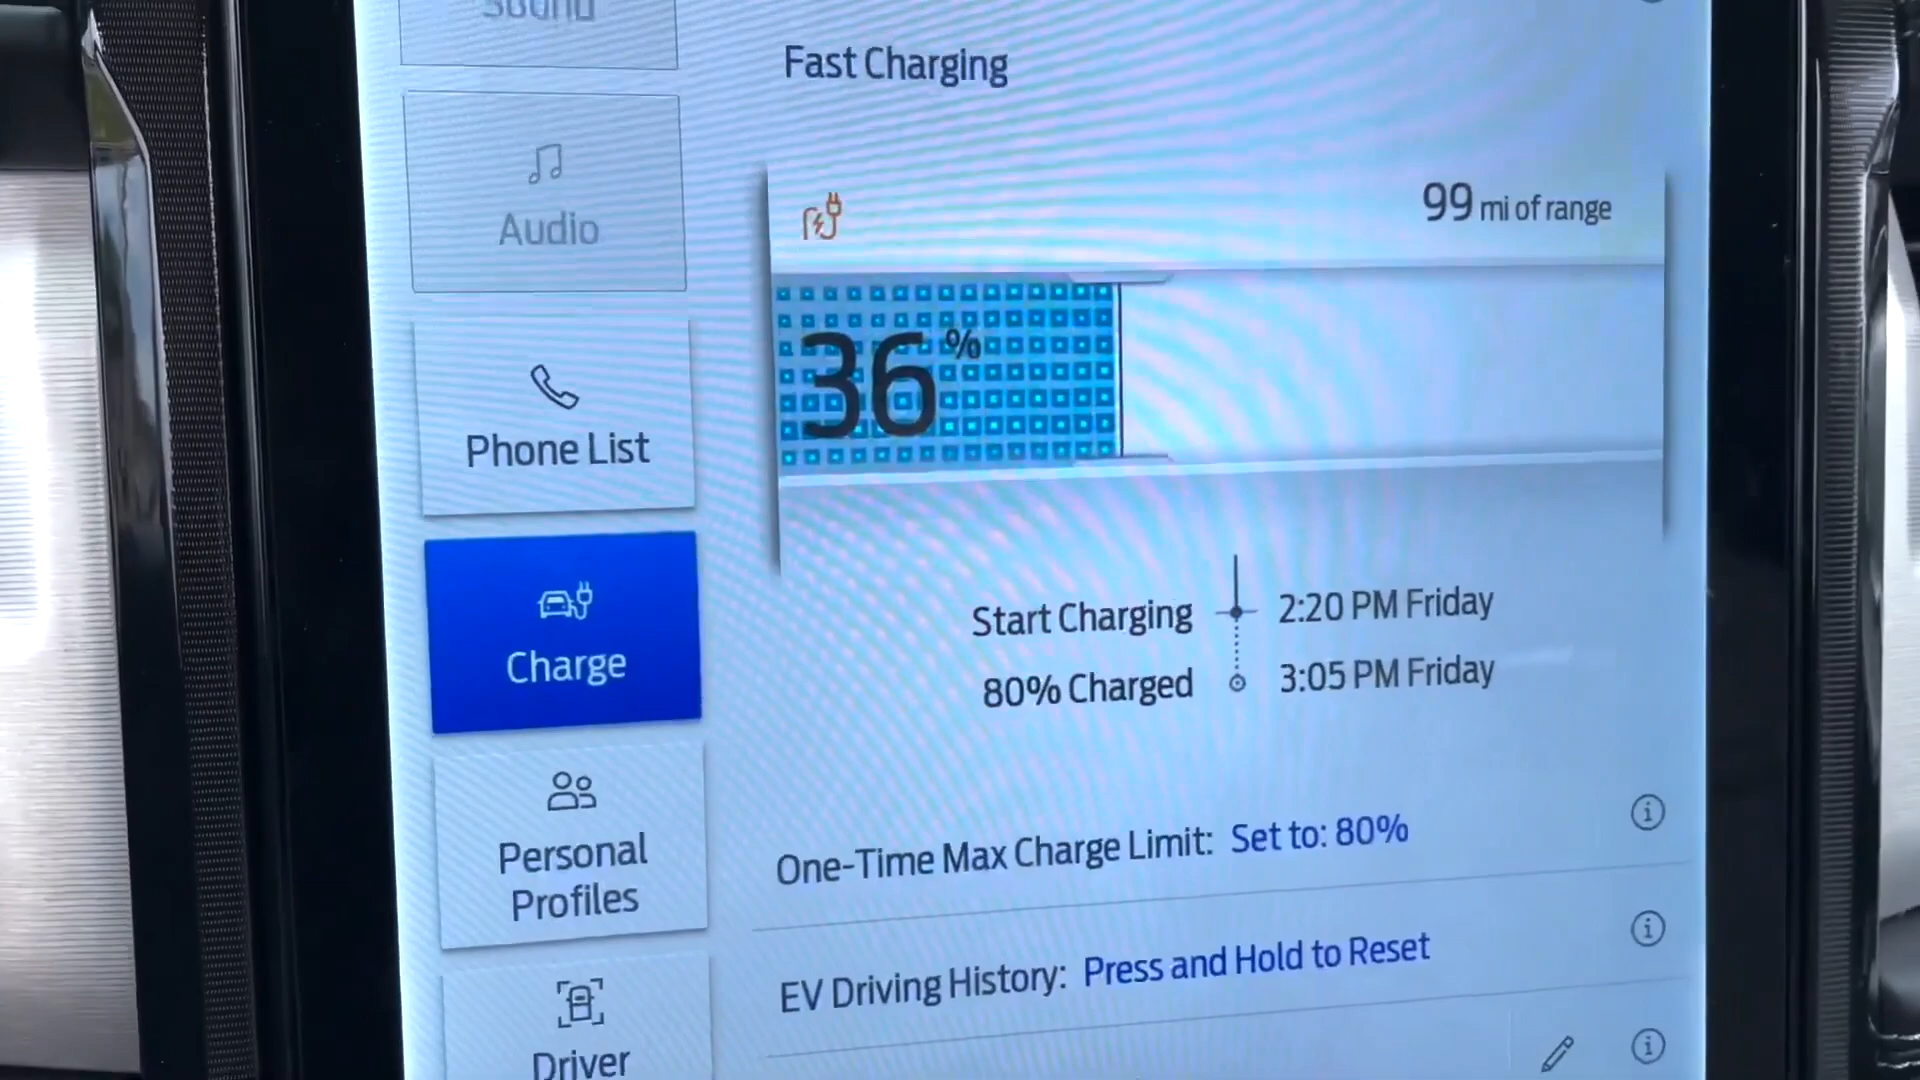 Sound
Audio
Phone List
Charge
Personal
Profiles
Driver
Fast Charging
99 mi of range
36%
Start Charging 2:20 PM Friday
80% Charged 3:05 PM Friday
One-Time Max Charge Limit: Set to: 80%
EV Driving History: Press and Hold to Reset